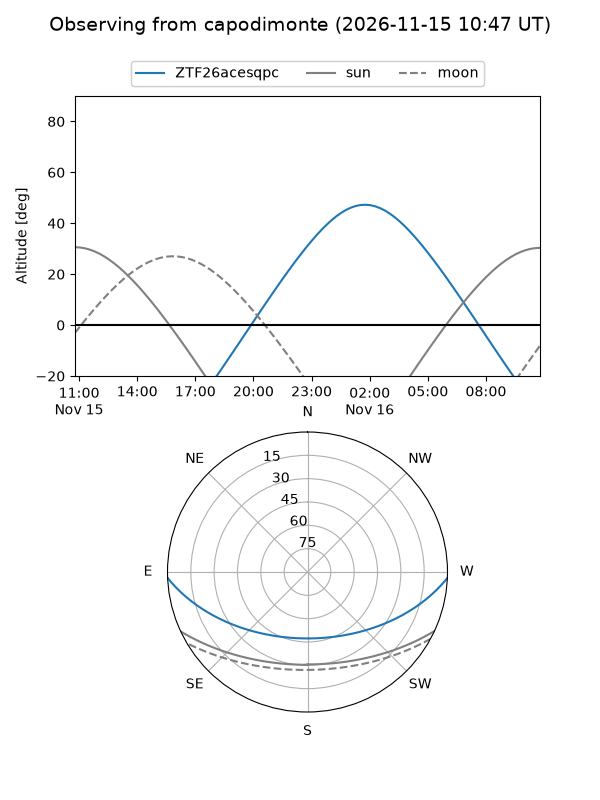 Observing from capodimonte (2026-11-15 10:47 UT)
ZTF26acesqpc sun moon
80
60
40
20
0
−20
Altitude [deg]
11:00 14:00 17:00 20:00 23:00 02:00 05:00 08:00
Nov 15 Nov 16
N
NE NW
15
30
45
60
75
E W
SE SW
S